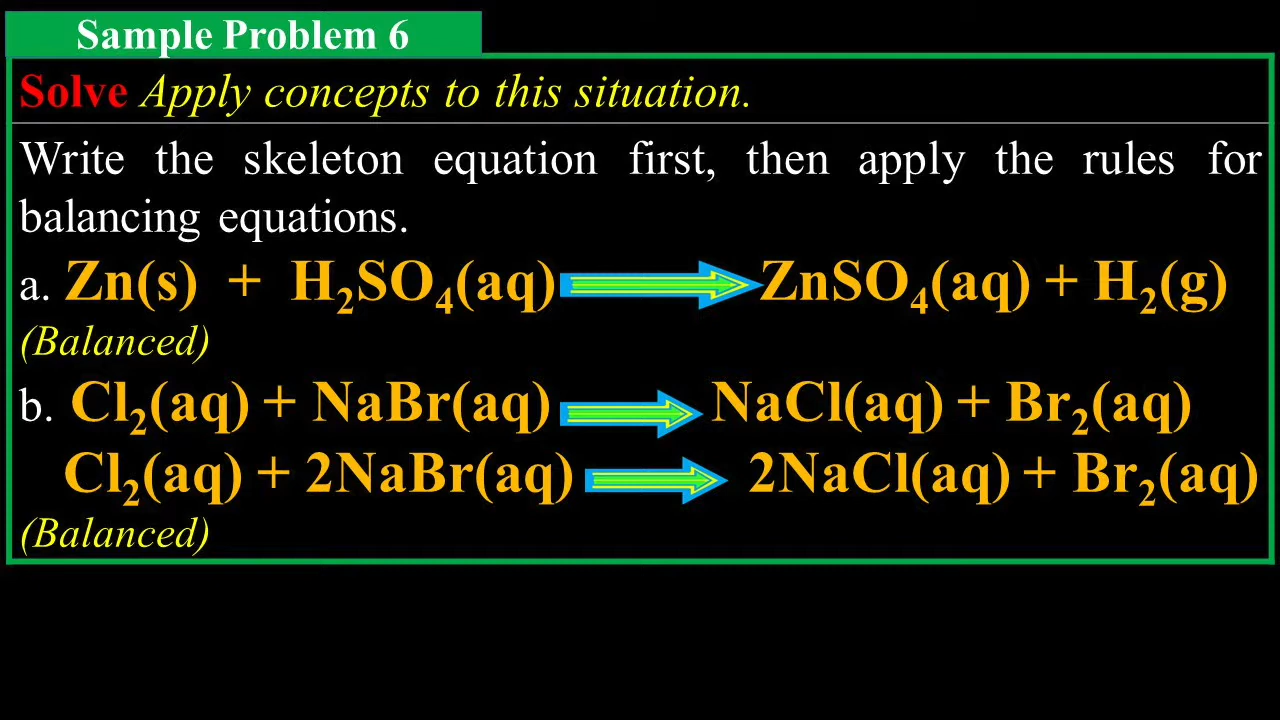 Sample Problem 6
Solve Apply concepts to this situation.
Write the skeleton equation first, then apply the rules for
balancing equations.
a. Zn(s) + H₂SO₄(aq) ZnSO₄(aq) + H₂(g)
(Balanced)
b. Cl₂(aq) + NaBr(aq) NaCl(aq) + Br₂(aq)
Cl₂(aq) + 2NaBr(aq) 2NaCl(aq) + Br₂(aq)
(Balanced)